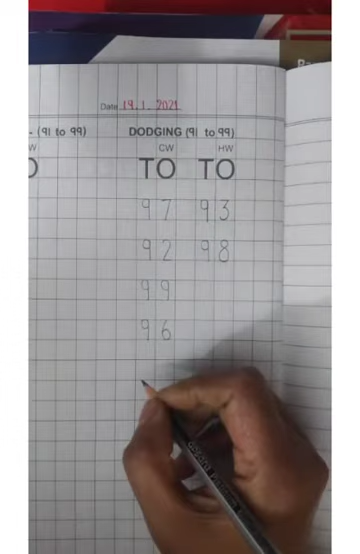 Date 19.1.2021
- (91 to 99) DODGING (91 to 99)
W CW HW
O TO TO
97 93
92 98
99
96